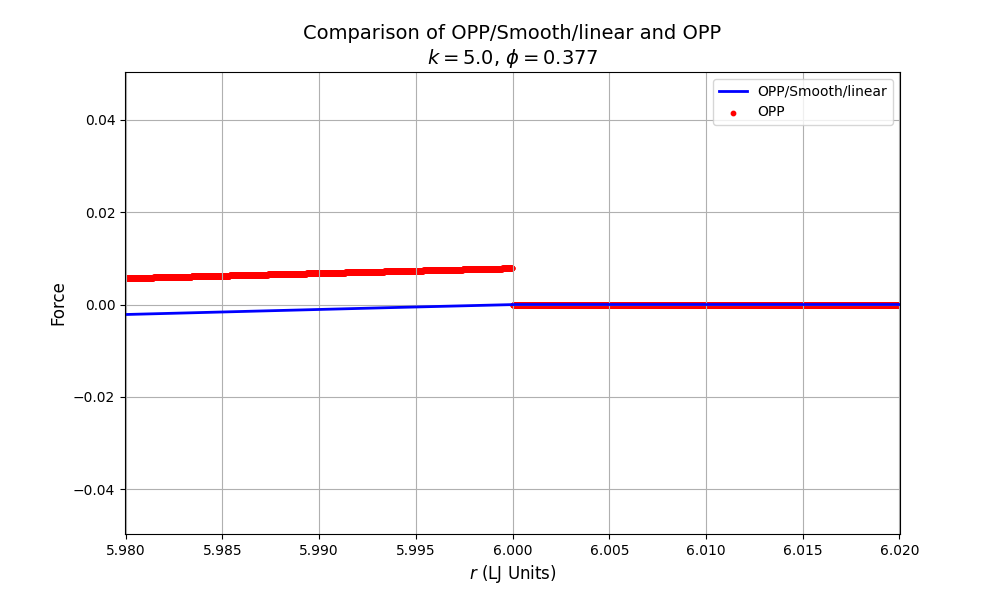 Comparison of OPP/Smooth/linear and OPP
k = 5.0, ϕ = 0.377
OPP/Smooth/linear
OPP
0.04
0.02
0.00
−0.02
−0.04
Force
5.980 5.985 5.990 5.995 6.000 6.005 6.010 6.015 6.020
r (LJ Units)